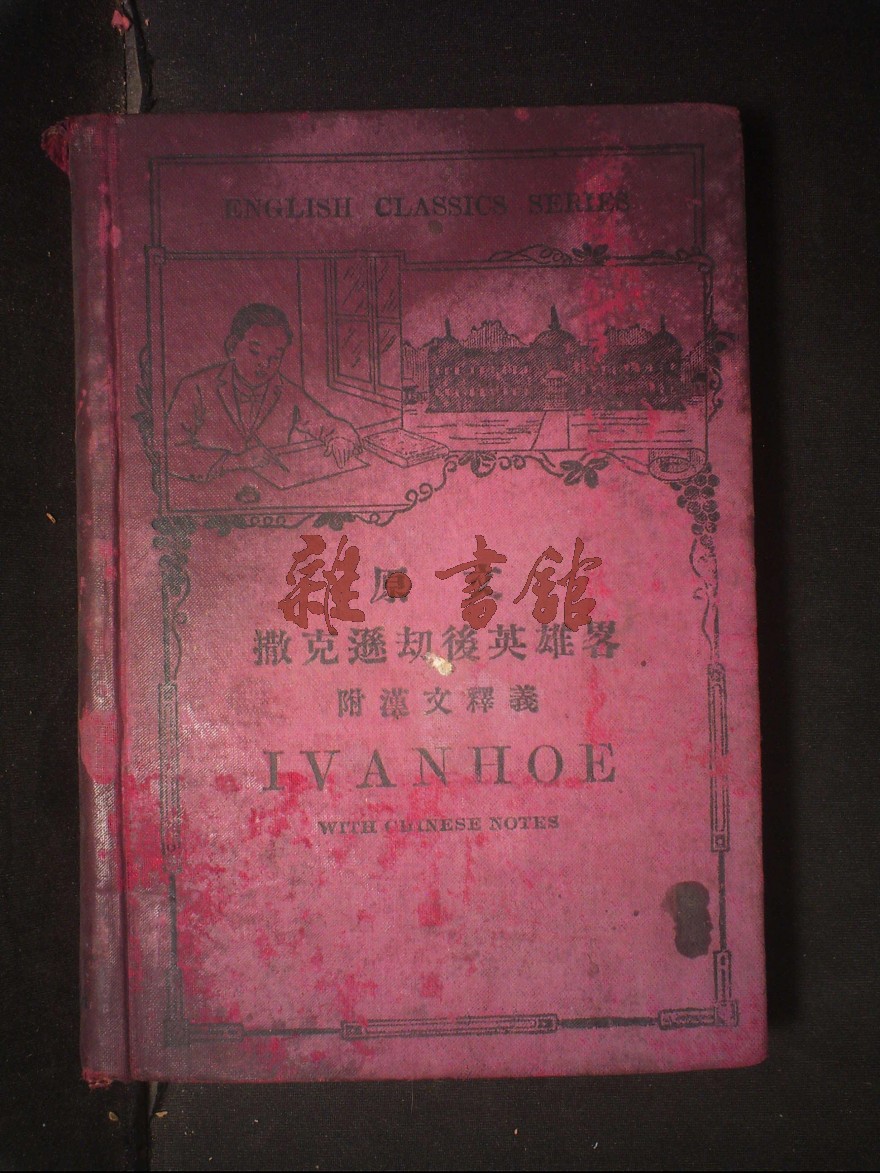 ENGLISH CLASSICS SERIES
原文
雜·書館
撒克遜刧後英雄畧
附漢文釋義
IVANHOE
WITH CHINESE NOTES